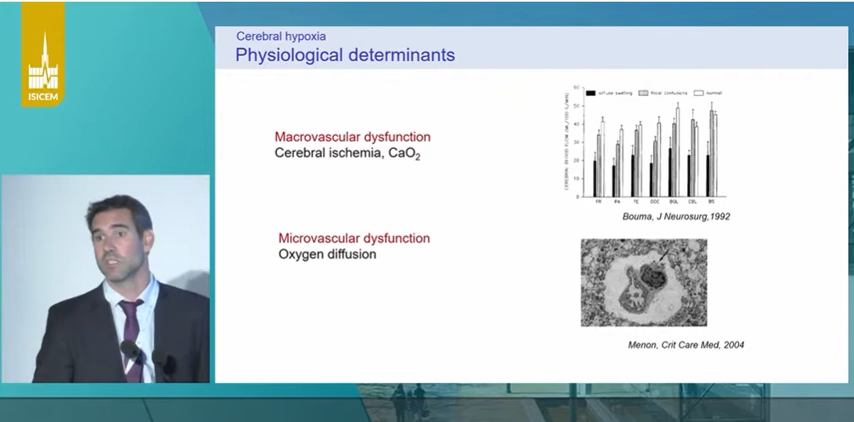 ISICEM
Cerebral hypoxia
Physiological determinants
Macrovascular dysfunction
Cerebral ischemia, CaO₂
Microvascular dysfunction
Oxygen diffusion
Bouma, J Neurosurg,1992
Menon, Crit Care Med, 2004